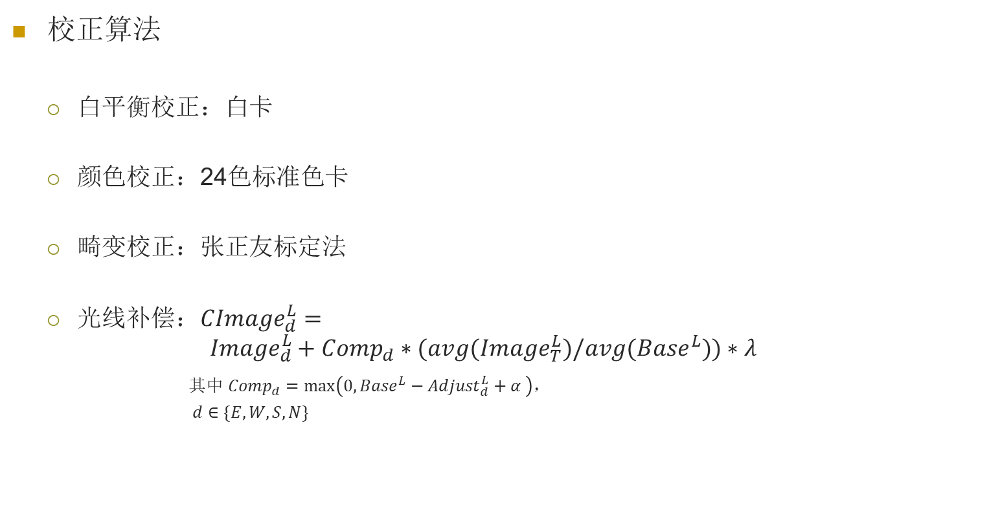 校正算法
白平衡校正：白卡
颜色校正：24色标准色卡
畸变校正：张正友标定法
光线补偿：$CImage_d^L =$
$Image_d^L + Comp_d * (avg(Image_T^L)/avg(Base^L)) * \lambda$
其中 $Comp_d = \max(0, Base^L - Adjust_d^L + \alpha)$，
$d \in \{E, W, S, N\}$